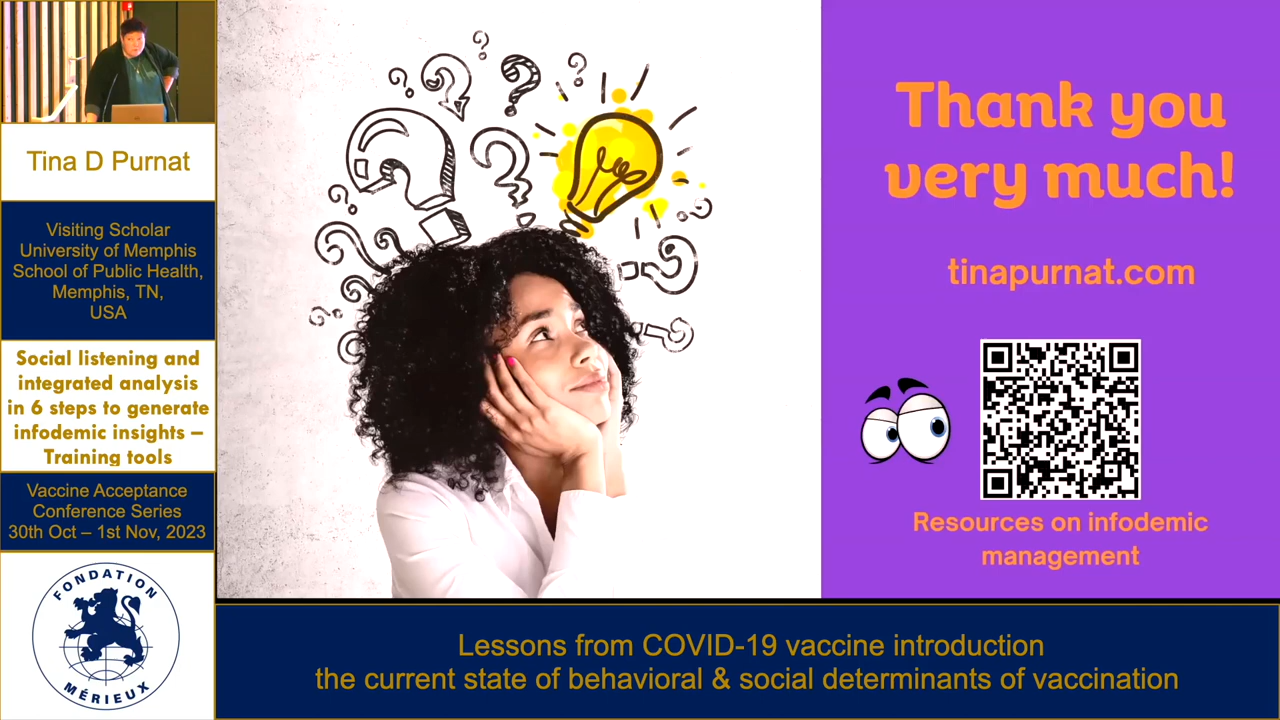 Tina D Purnat
Visiting Scholar
University of Memphis
School of Public Health,
Memphis, TN,
USA
Social listening and
integrated analysis
in 6 steps to generate
infodemic insights –
Training tools
Vaccine Acceptance
Conference Series
30th Oct – 1st Nov, 2023
FONDATION
MÉRIEUX
Thank you
very much!
tinapurnat.com
Resources on infodemic
management
Lessons from COVID-19 vaccine introduction
the current state of behavioral & social determinants of vaccination